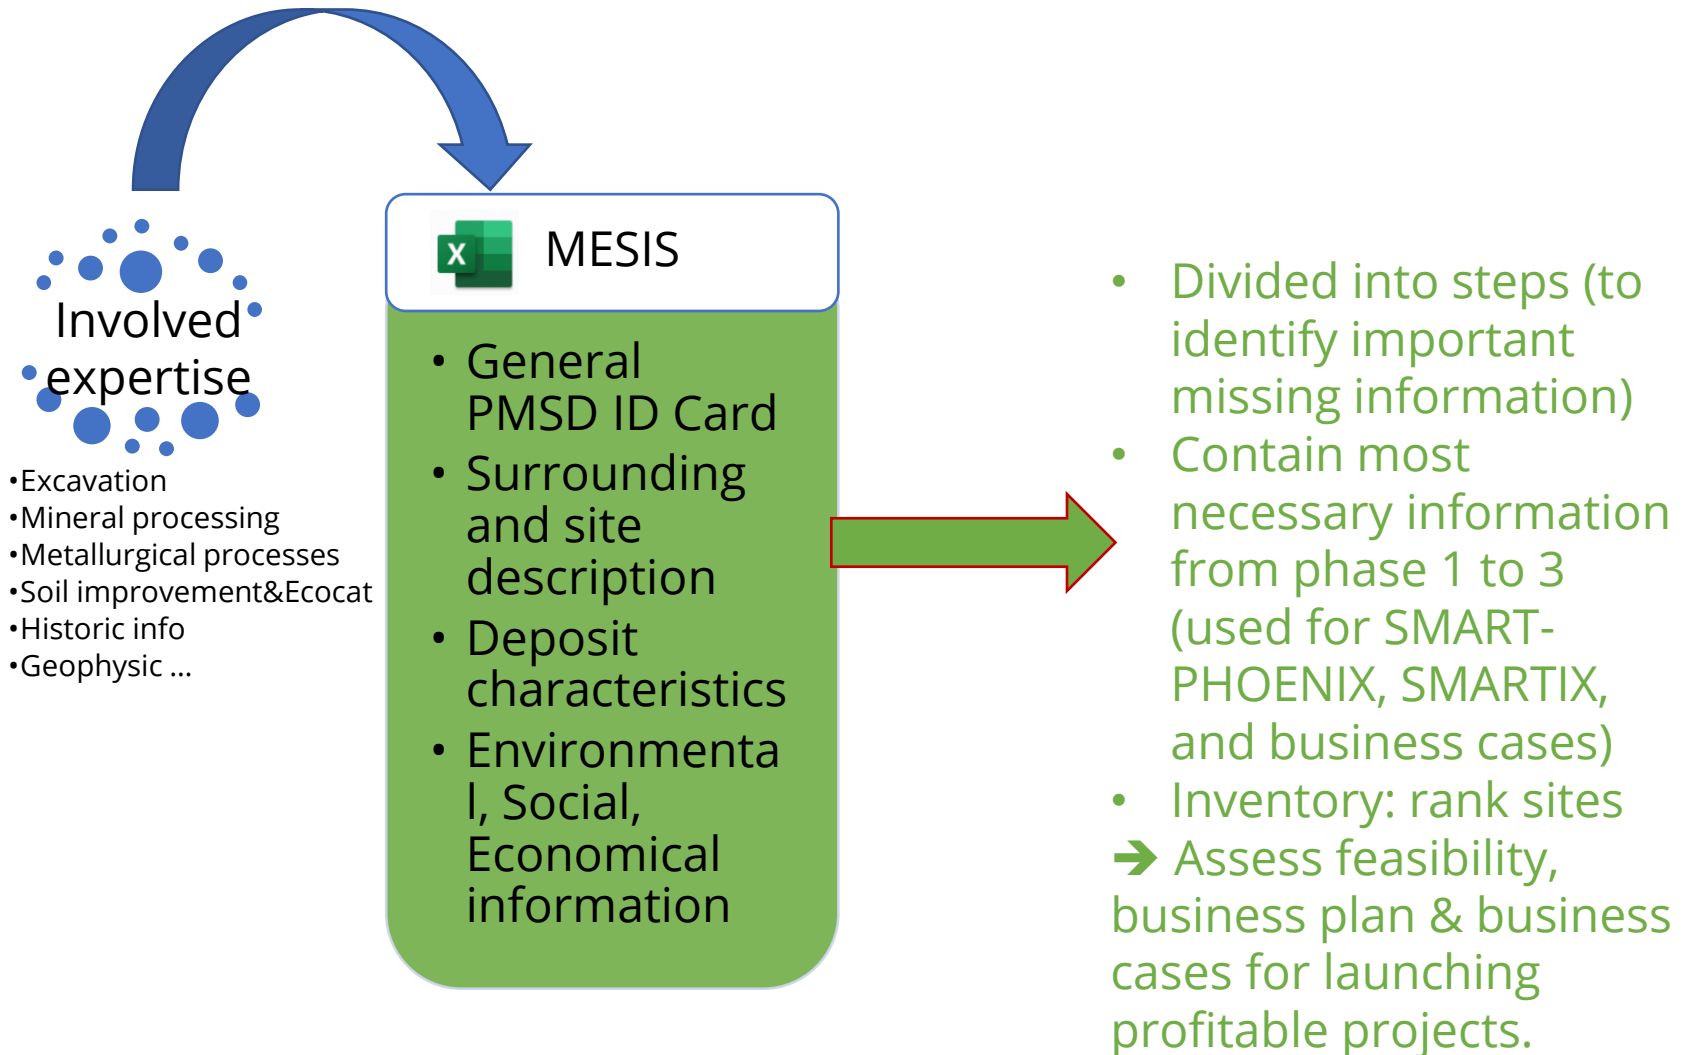 Involved
expertise
•Excavation
•Mineral processing
•Metallurgical processes
•Soil improvement&Ecocat
•Historic info
•Geophysic ...
X
MESIS
• General
PMSD ID Card
• Surrounding
and site
description
• Deposit
characteristics
• Environmenta
l, Social,
Economical
information
• Divided into steps (to
identify important
missing information)
• Contain most
necessary information
from phase 1 to 3
(used for SMART-
PHOENIX, SMARTIX,
and business cases)
• Inventory: rank sites
➔ Assess feasibility,
business plan & business
cases for launching
profitable projects.